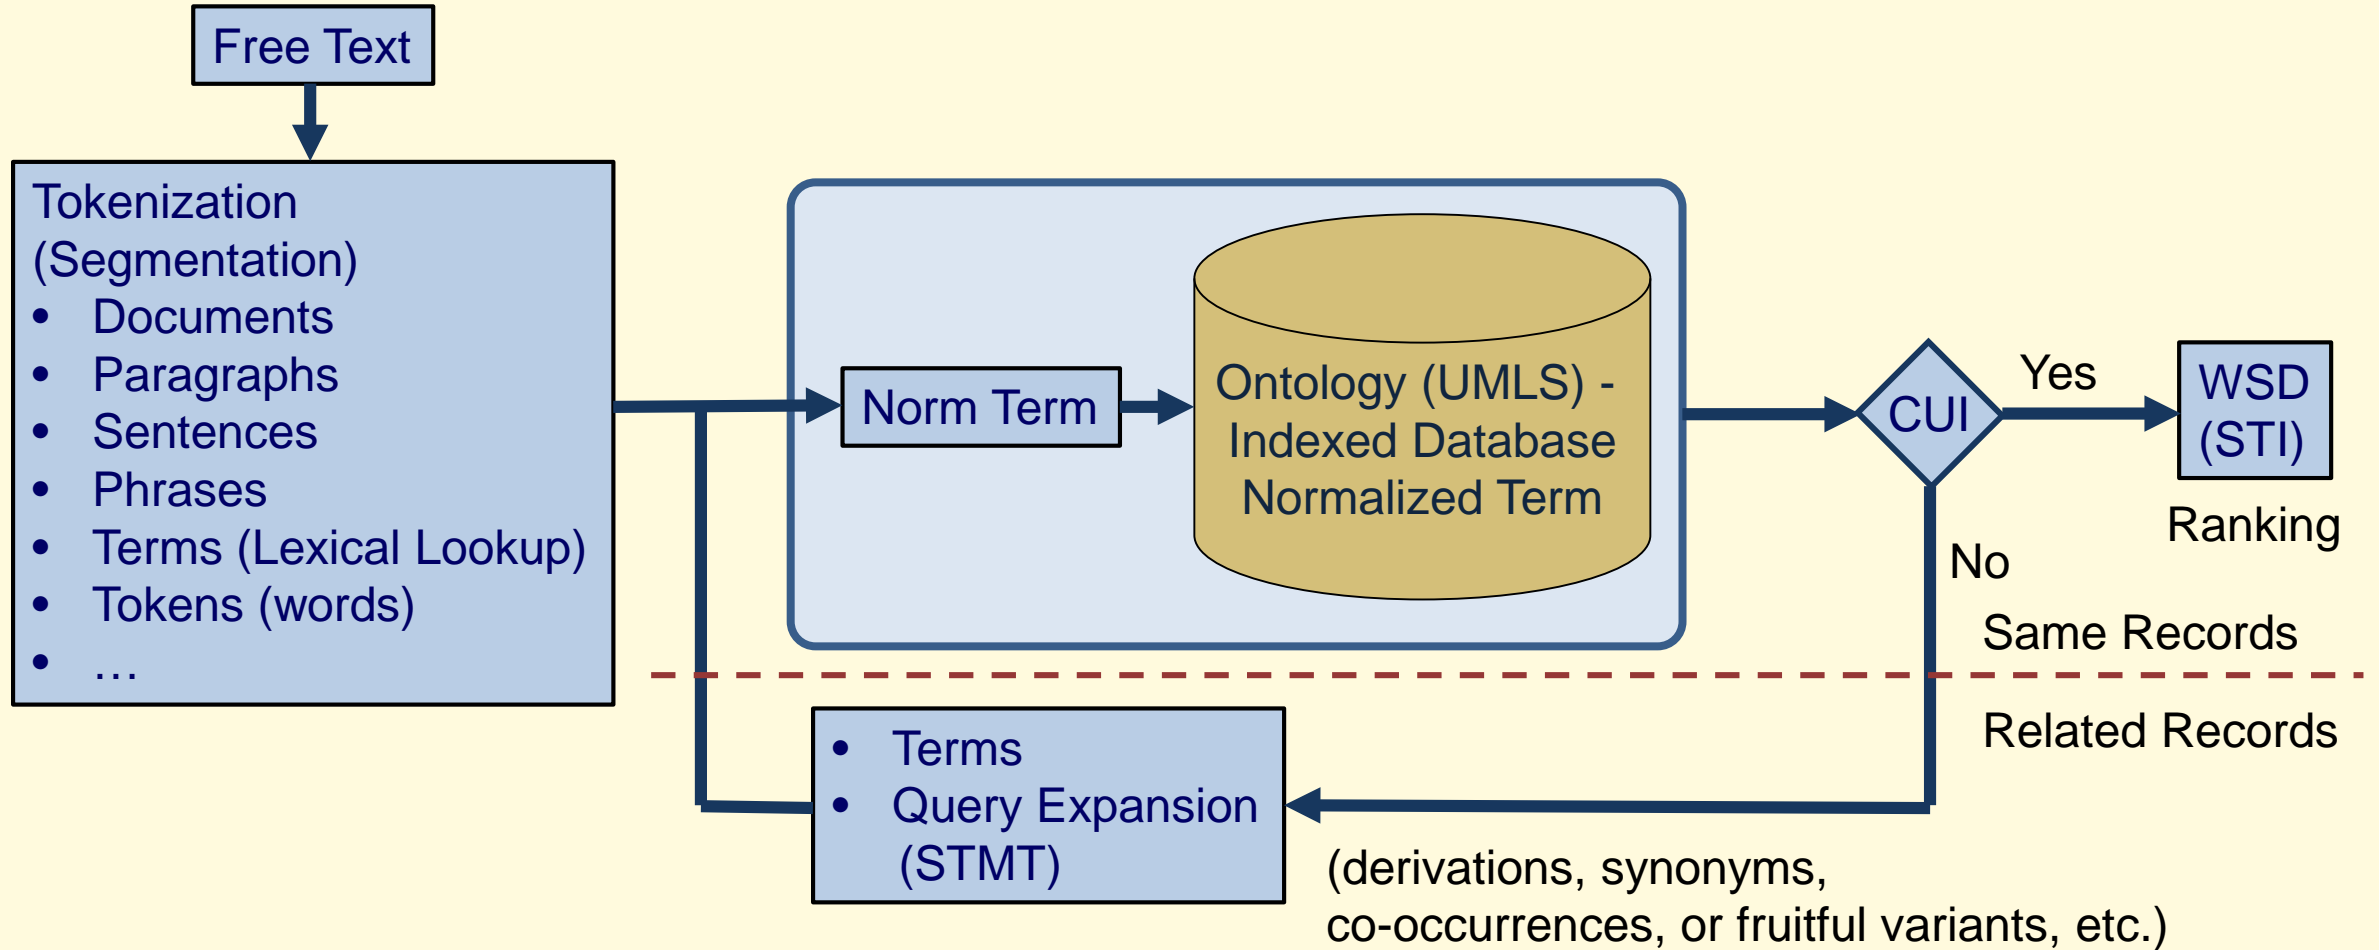 Free Text
Tokenization
(Segmentation)
• Documents
• Paragraphs
• Sentences
• Phrases
• Terms (Lexical Lookup)
• Tokens (words)
• …
Norm Term
Ontology (UMLS) -
Indexed Database
Normalized Term
CUI
Yes
WSD
(STI)
Ranking
No
Same Records
Related Records
• Terms
• Query Expansion
(STMT)
(derivations, synonyms,
co-occurrences, or fruitful variants, etc.)